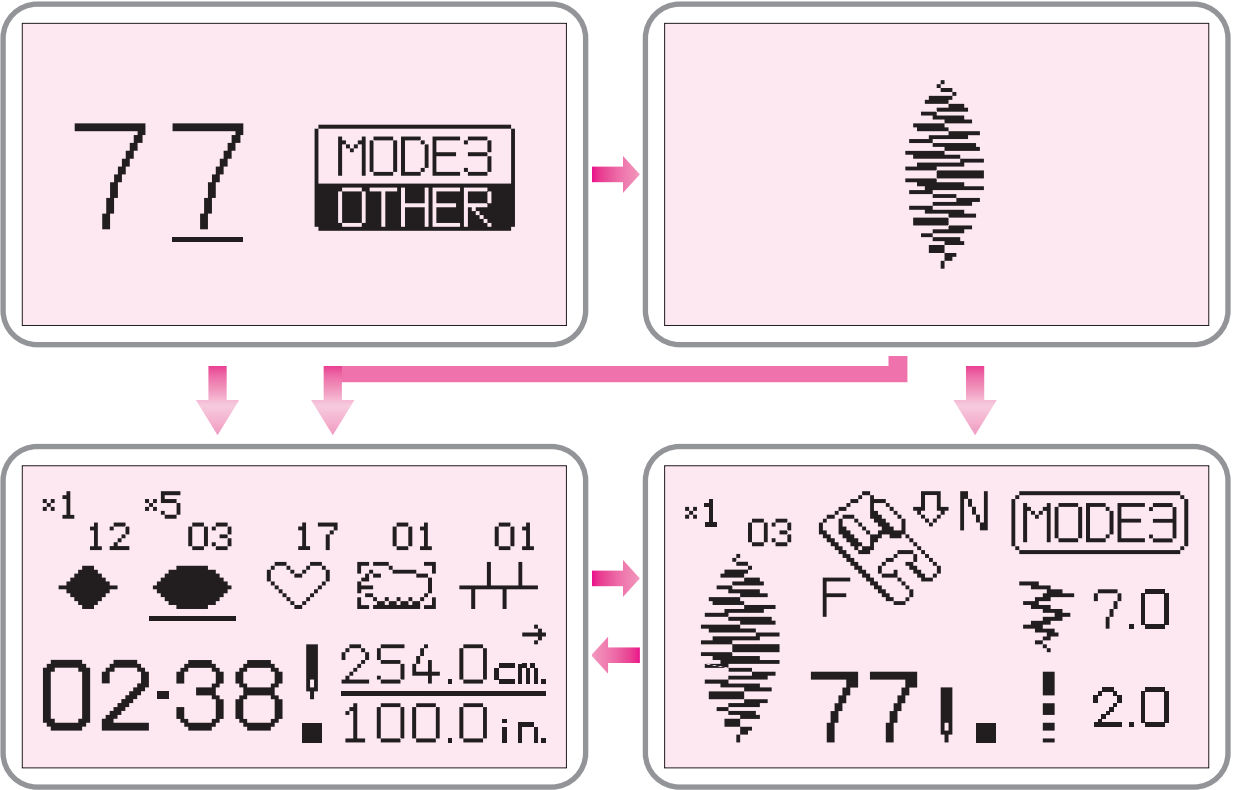 77 MODE3
OTHER
×1 ×5
12 03 17 01 01
02-38 254.0cm.
100.0in.
×1 03 F N MODE3
7.0
77 2.0